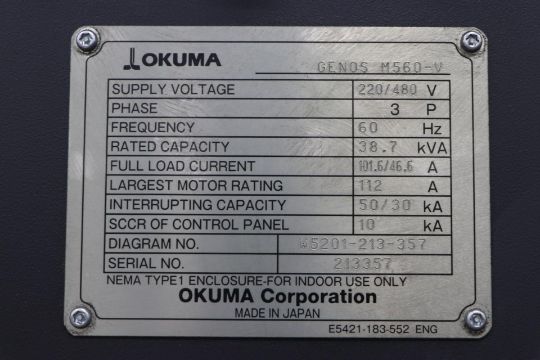 OKUMA
GENOS M560-V
SUPPLY VOLTAGE 220/480 V
PHASE 3 P
FREQUENCY 60 Hz
RATED CAPACITY 38.7 kVA
FULL LOAD CURRENT 101.6/46.6 A
LARGEST MOTOR RATING 112 A
INTERRUPTING CAPACITY 50/30 kA
SCCR OF CONTROL PANEL 10 kA
DIAGRAM NO. W5201-213-357
SERIAL NO. 213357
NEMA TYPE1 ENCLOSURE-FOR INDOOR USE ONLY
OKUMA Corporation
MADE IN JAPAN
E5421-183-552 ENG